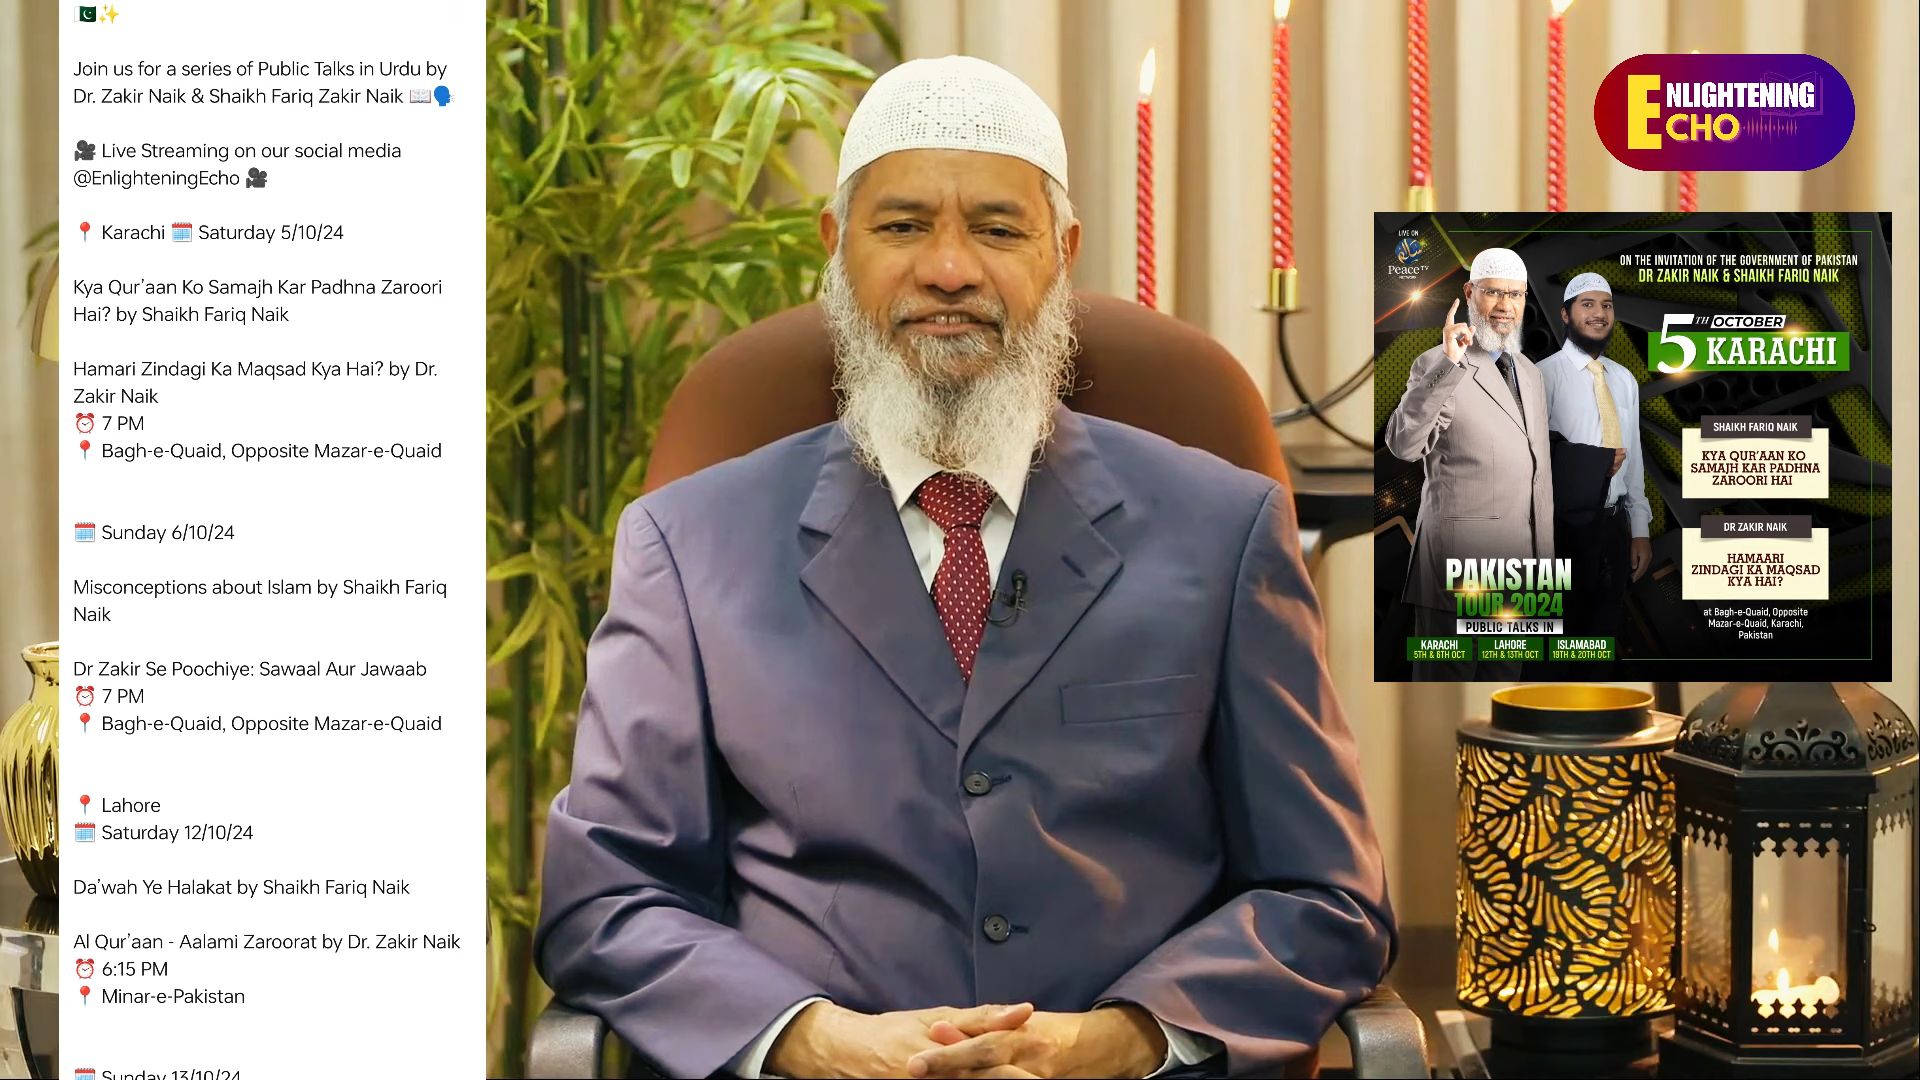 Join us for a series of Public Talks in Urdu by
Dr. Zakir Naik & Shaikh Fariq Zakir Naik
Live Streaming on our social media
@EnlighteningEcho
Karachi Saturday 5/10/24
Kya Qur’aan Ko Samajh Kar Padhna Zaroori
Hai? by Shaikh Fariq Naik
Hamari Zindagi Ka Maqsad Kya Hai? by Dr.
Zakir Naik
7 PM
Bagh-e-Quaid, Opposite Mazar-e-Quaid
Sunday 6/10/24
Misconceptions about Islam by Shaikh Fariq
Naik
Dr Zakir Se Poochiye: Sawaal Aur Jawaab
7 PM
Bagh-e-Quaid, Opposite Mazar-e-Quaid
Lahore
Saturday 12/10/24
Da’wah Ye Halakat by Shaikh Fariq Naik
Al Qur’aan - Aalami Zaroorat by Dr. Zakir Naik
6:15 PM
Minar-e-Pakistan
Sunday 13/10/24
ENLIGHTENING
ECHO
LIVE ON
Peace TV
NETWORK
ON THE INVITATION OF THE GOVERNMENT OF PAKISTAN
DR ZAKIR NAIK & SHAIKH FARIQ NAIK
5TH OCTOBER
KARACHI
SHAIKH FARIQ NAIK
KYA QUR'AAN KO
SAMAJH KAR PADHNA
ZAROORI HAI
DR ZAKIR NAIK
HAMAARI
ZINDAGI KA MAQSAD
KYA HAI?
at Bagh-e-Quaid, Opposite
Mazar-e-Quaid, Karachi,
Pakistan
PAKISTAN
TOUR 2024
PUBLIC TALKS IN
KARACHI
5TH & 6TH OCT
LAHORE
12TH & 13TH OCT
ISLAMABAD
19TH & 20TH OCT